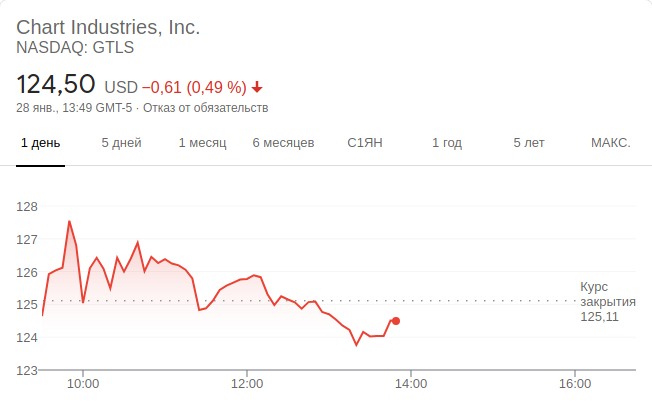 Chart Industries, Inc.
NASDAQ: GTLS
124,50 USD −0,61 (0,49 %)
28 янв., 13:49 GMT-5 · Отказ от обязательств
1 день 5 дней 1 месяц 6 месяцев С1ЯН 1 год 5 лет МАКС.
128
127
126
125
124
123
Курс
закрытия
125,11
10:00 12:00 14:00 16:00